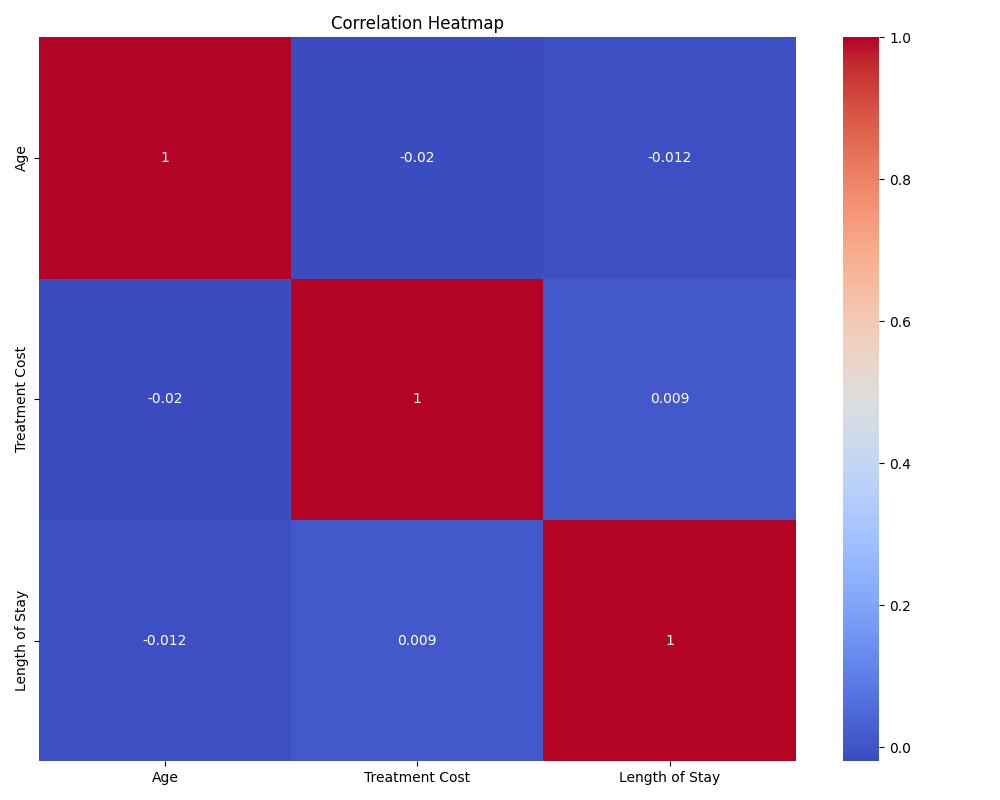 Correlation Heatmap
Age
1
-0.02
-0.012
Treatment Cost
-0.02
1
0.009
Length of Stay
-0.012
0.009
1
Age
Treatment Cost
Length of Stay
1.0
0.8
0.6
0.4
0.2
0.0